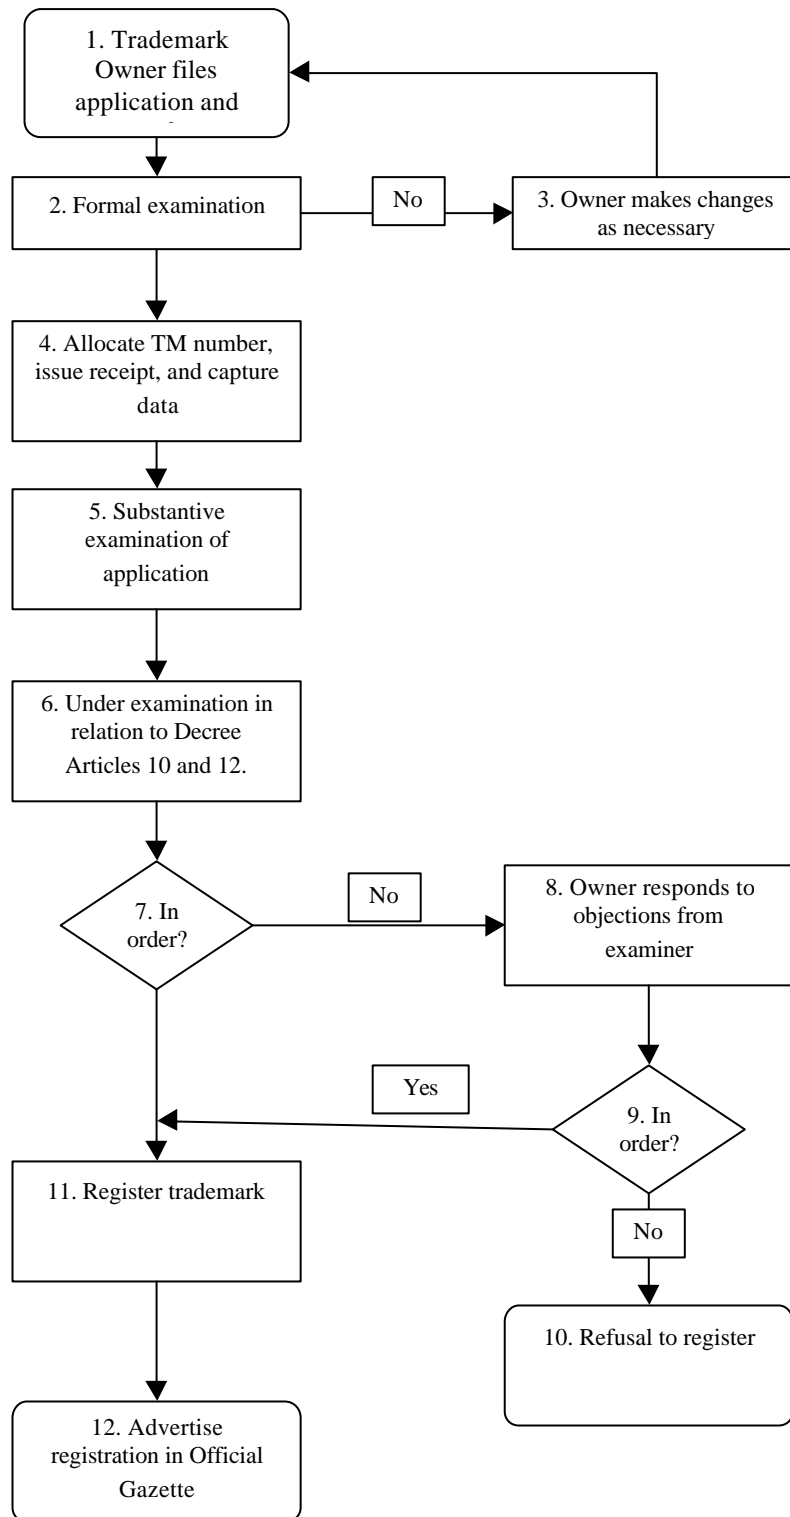 1. Trademark
Owner files
application and
2. Formal examination
No
3. Owner makes changes
as necessary
4. Allocate TM number,
issue receipt, and capture
data
5. Substantive
examination of
application
6. Under examination in
relation to Decree
Articles 10 and 12.
7. In
order?
No
8. Owner responds to
objections from
examiner
Yes
9. In
order?
11. Register trademark
No
10. Refusal to register
12. Advertise
registration in Official
Gazette